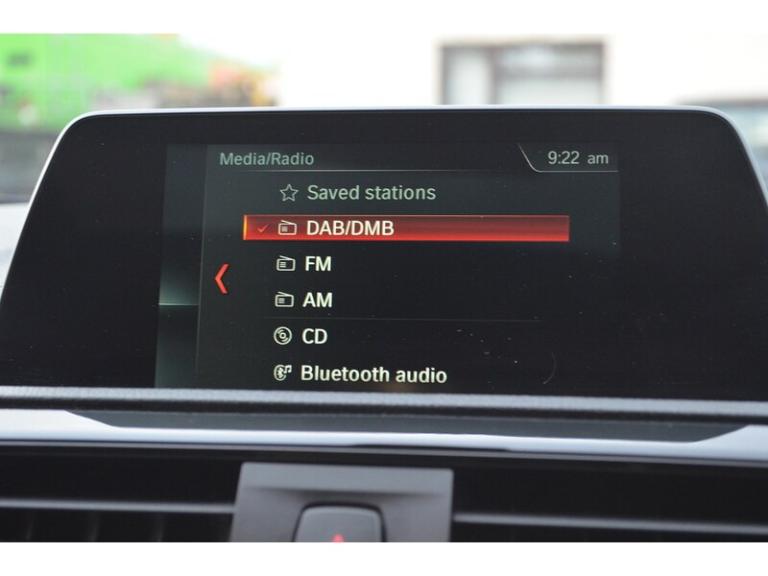 Media/Radio 9:22 am
Saved stations
DAB/DMB
FM
AM
CD
Bluetooth audio